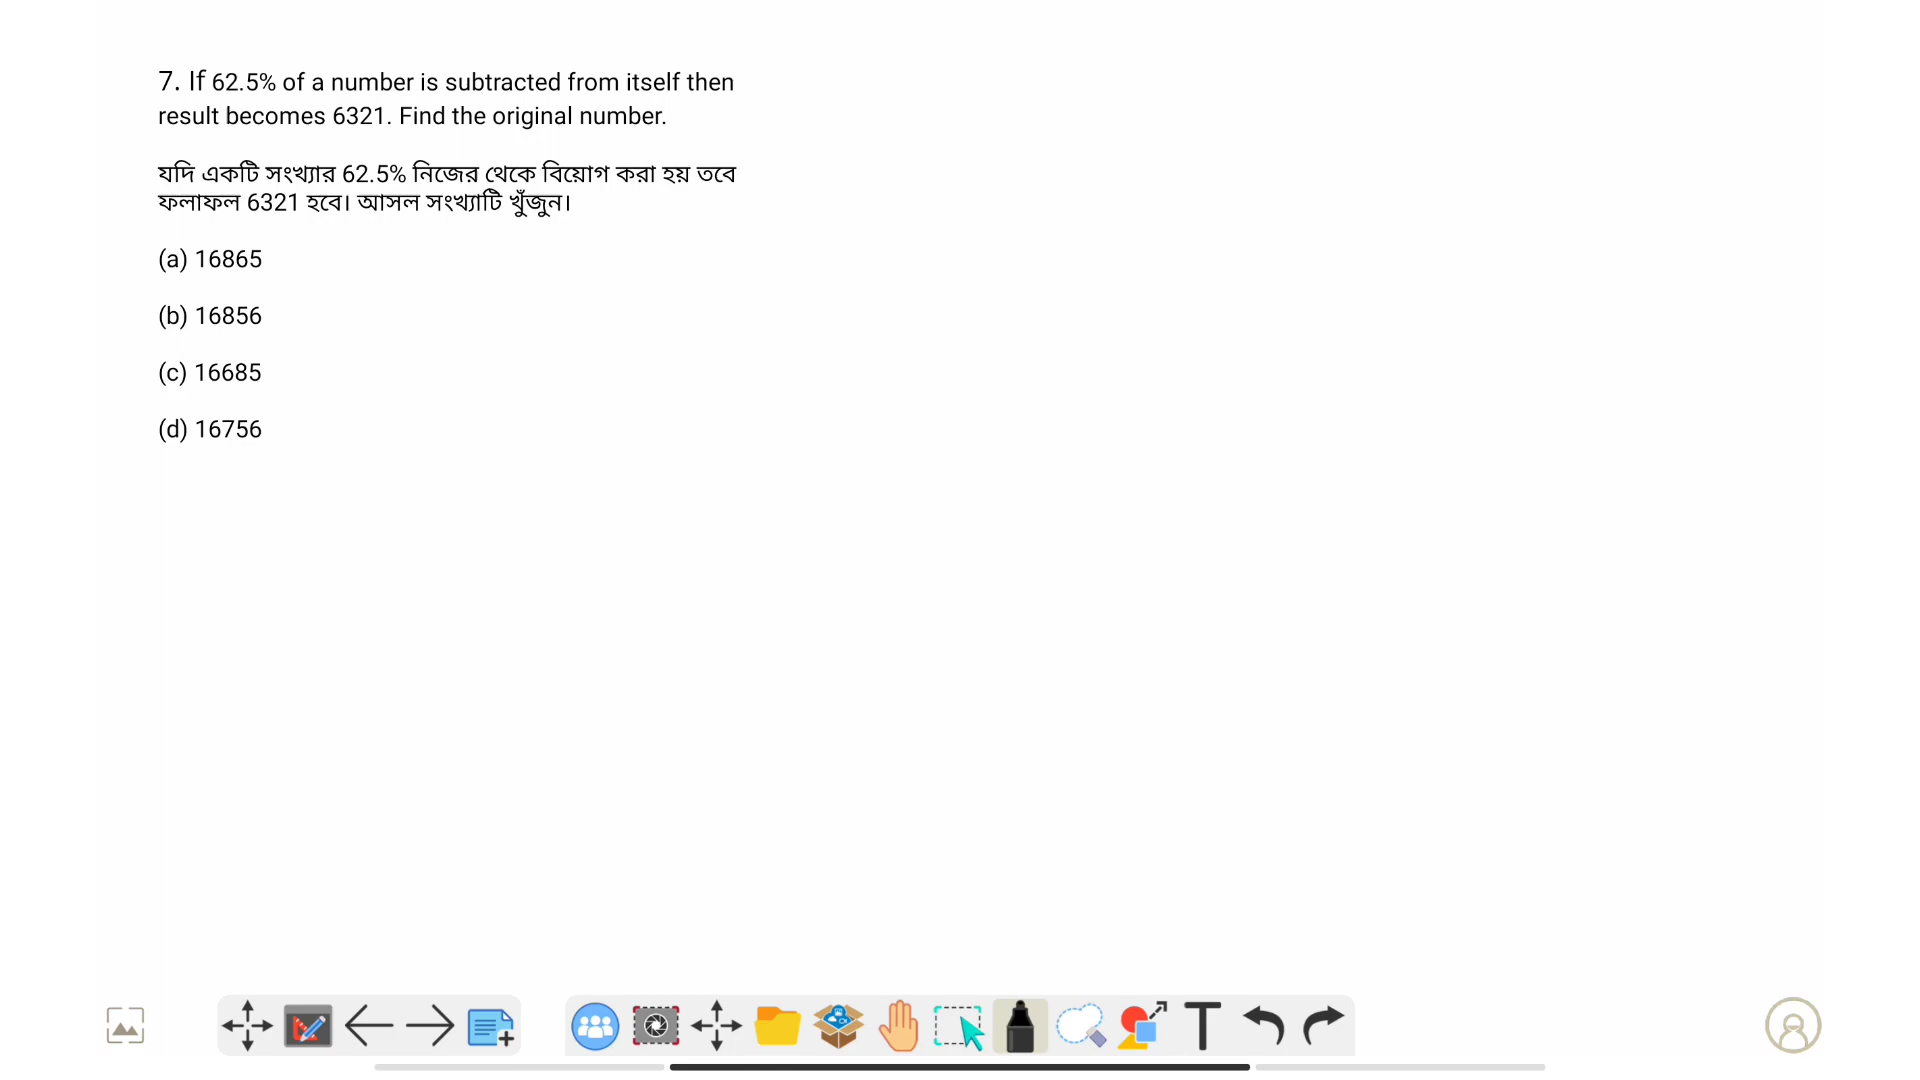 7. If 62.5% of a number is subtracted from itself then
result becomes 6321. Find the original number.
যদি একটি সংখ্যার 62.5% নিজের থেকে বিয়োগ করা হয় তবে
ফলাফল 6321 হবে। আসল সংখ্যাটি খুঁজুন।
(a) 16865
(b) 16856
(c) 16685
(d) 16756